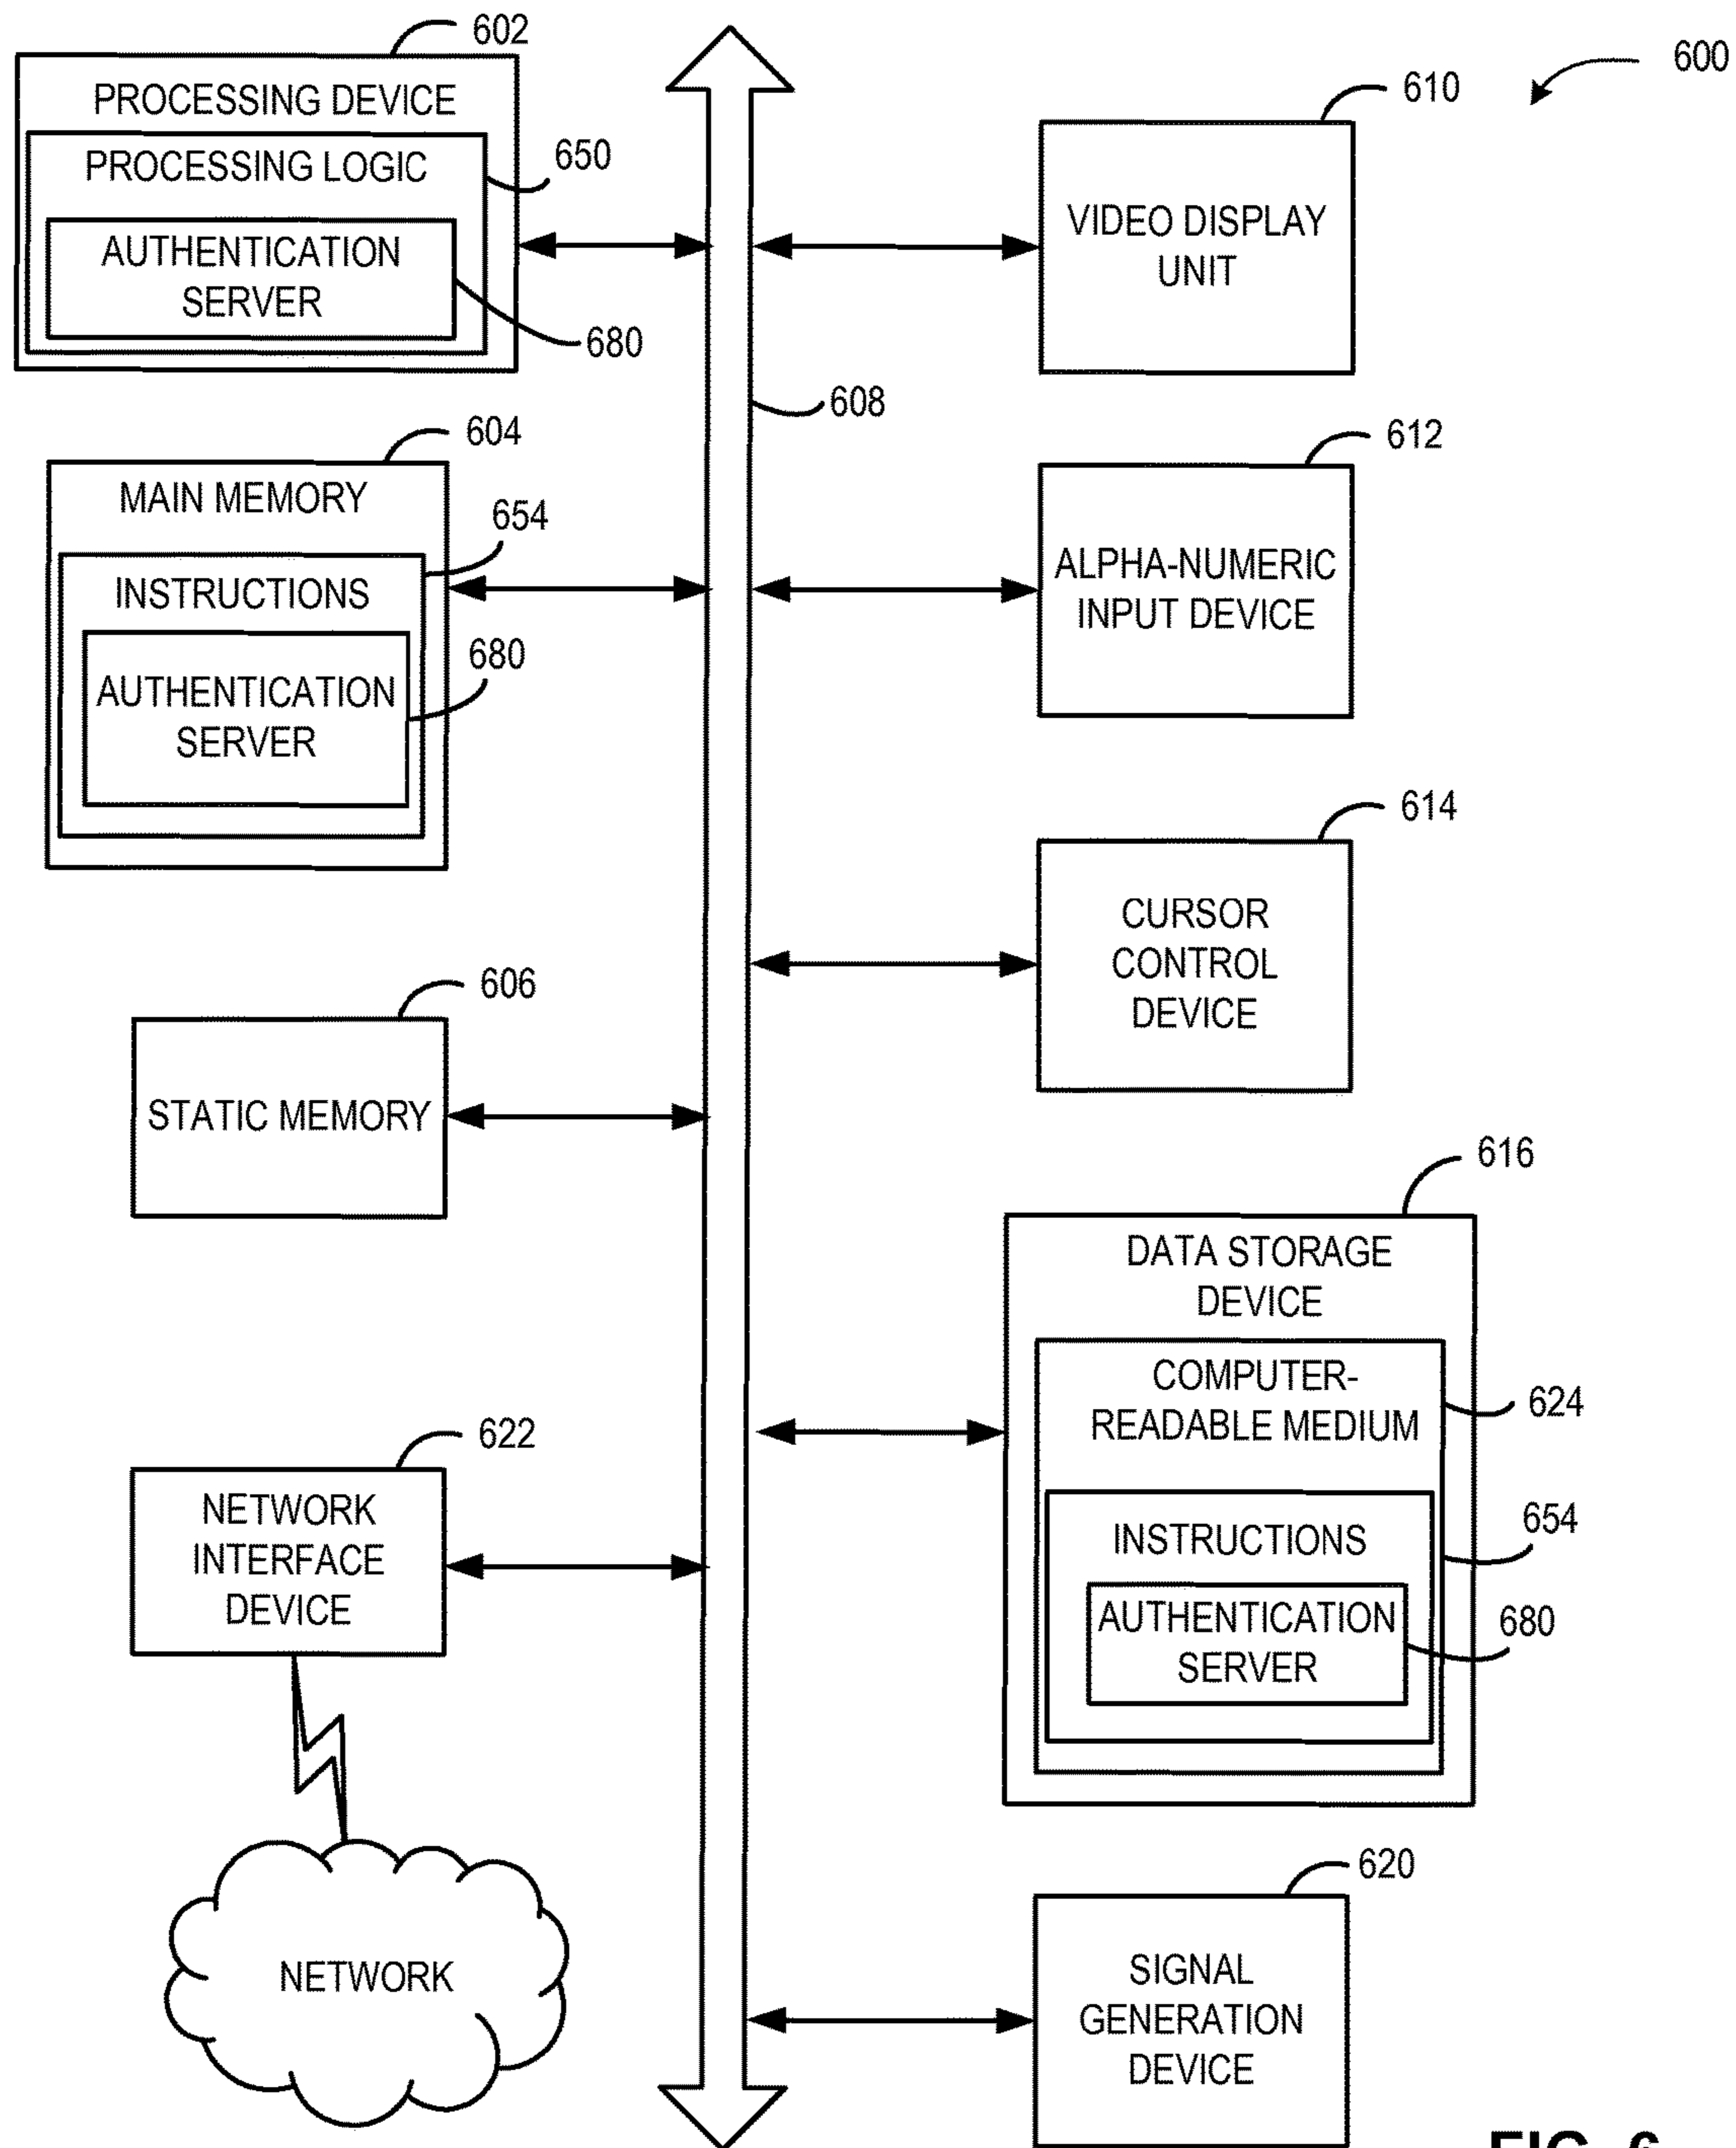 602
PROCESSING DEVICE
PROCESSING LOGIC
650
AUTHENTICATION
SERVER
680
604
MAIN MEMORY
654
INSTRUCTIONS
680
AUTHENTICATION
SERVER
606
STATIC MEMORY
622
NETWORK
INTERFACE
DEVICE
NETWORK
608
600
610
VIDEO DISPLAY
UNIT
612
ALPHA-NUMERIC
INPUT DEVICE
614
CURSOR
CONTROL
DEVICE
616
DATA STORAGE
DEVICE
COMPUTER-
READABLE MEDIUM
624
INSTRUCTIONS
654
AUTHENTICATION
SERVER
680
620
SIGNAL
GENERATION
DEVICE
FIG. 6